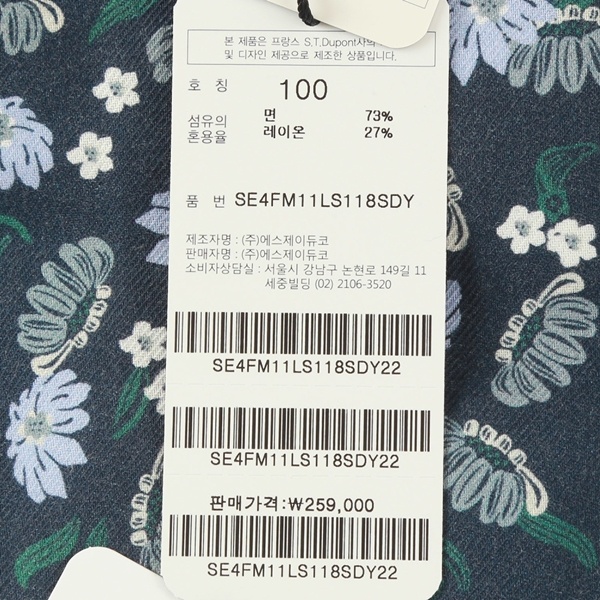 본 제품은 프랑스 S.T.Dupont사의
및 디자인 제공으로 제조한 상품입니다.
호 칭 100
섬유의 면 73%
혼용율 레이온 27%
품 번 SE4FM11LS118SDY
제조자명 : (주)에스제이듀코
판매자명 : (주)에스제이듀코
소비자상담실 : 서울시 강남구 논현로 149길 11
세중빌딩 (02) 2106-3520
SE4FM11LS118SDY22
SE4FM11LS118SDY22
판매가격:₩259,000
SE4FM11LS118SDY22